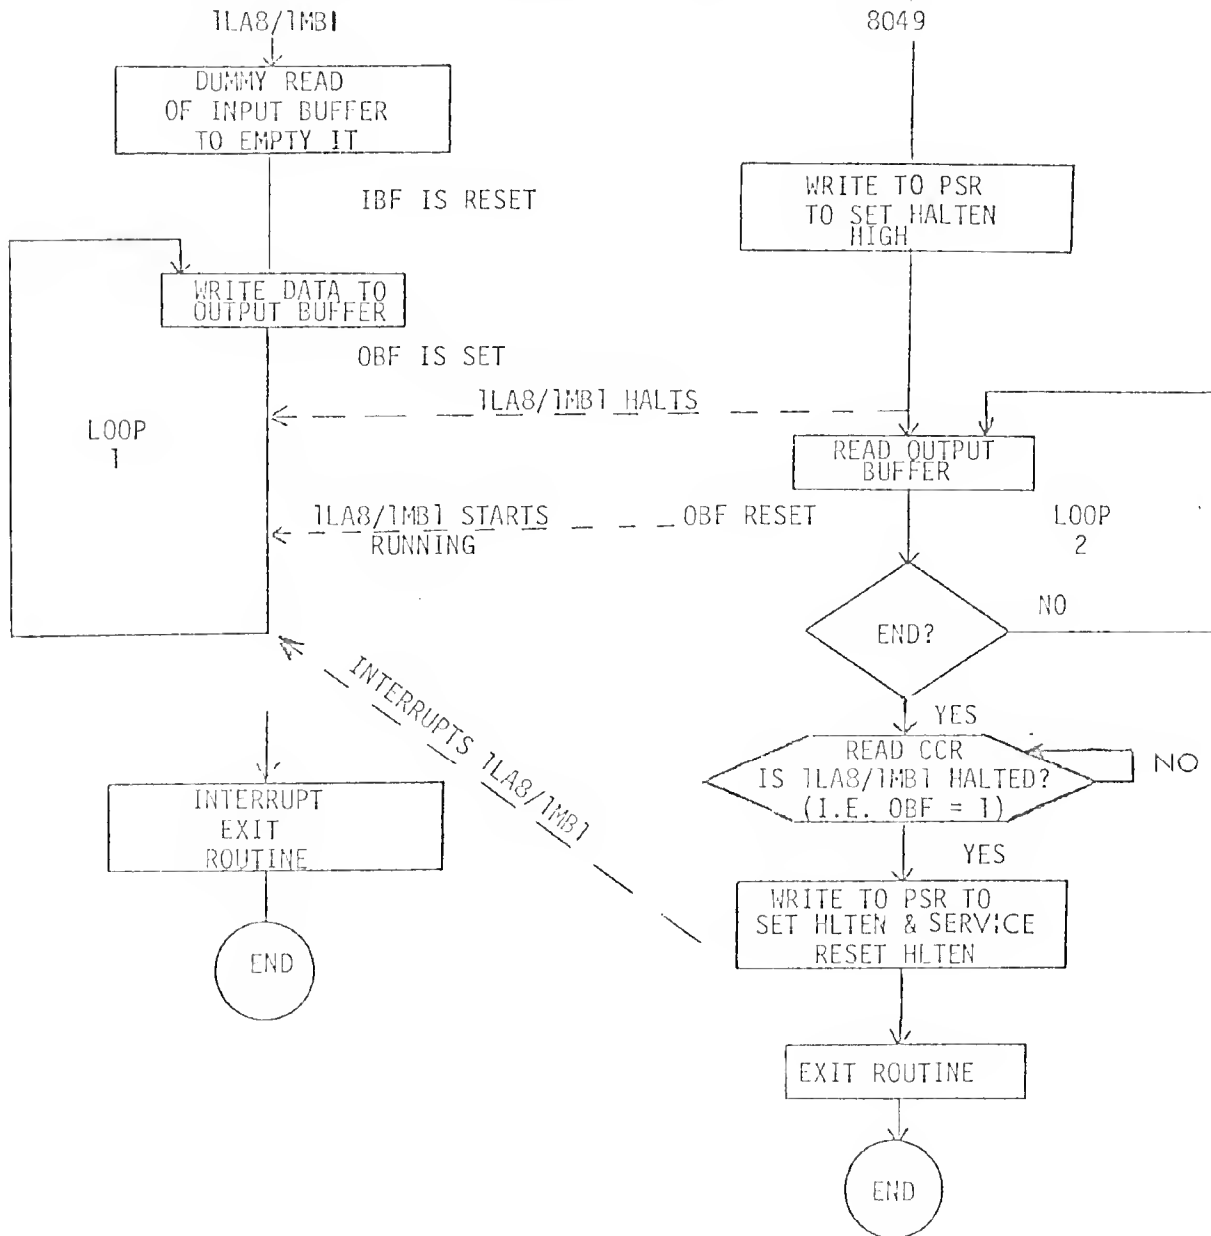 1LA8/1MB1
DUMMY READ
OF INPUT BUFFER
TO EMPTY IT
IBF IS RESET
WRITE DATA TO
OUTPUT BUFFER
OBF IS SET
LOOP
1
1LA8/1MB1 HALTS
1LA8/1MB1 STARTS
RUNNING
OBF RESET
INTERRUPTS 1LA8/1MB1
INTERRUPT
EXIT
ROUTINE
END
8049
WRITE TO PSR
TO SET HALTEN
HIGH
READ OUTPUT
BUFFER
LOOP
2
END?
NO
YES
READ CCR
IS 1LA8/1MB1 HALTED?
(I.E. OBF = 1)
NO
YES
WRITE TO PSR TO
SET HLTEN & SERVICE
RESET HLTEN
EXIT ROUTINE
END